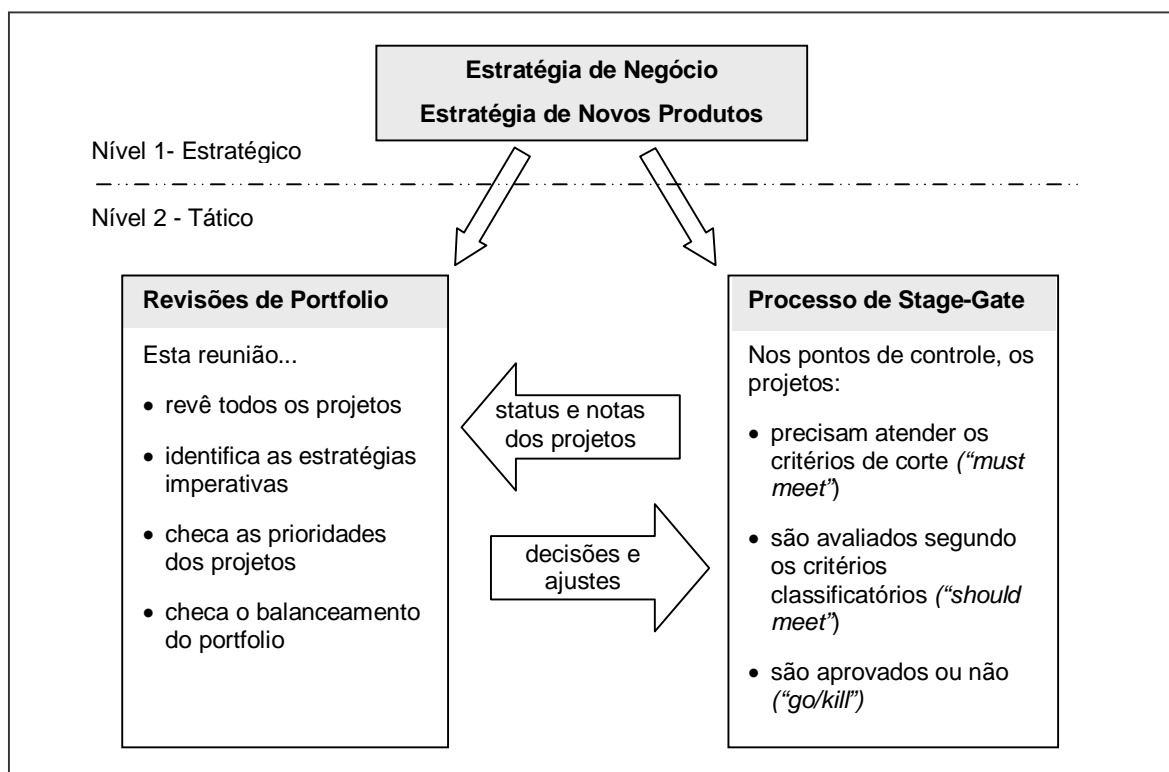 Estratégia de Negócio
Estratégia de Novos Produtos
Nível 1- Estratégico
Nível 2 - Tático
Revisões de Portfolio
Esta reunião...
• revê todos os projetos
• identifica as estratégias
imperativas
• checa as prioridades
dos projetos
• checa o balanceamento
do portfolio
status e notas
dos projetos
decisões e
ajustes
Processo de Stage-Gate
Nos pontos de controle, os
projetos:
• precisam atender os
critérios de corte (“must
meet”)
• são avaliados segundo
os critérios
classificatórios (“should
meet”)
• são aprovados ou não
(“go/kill”)